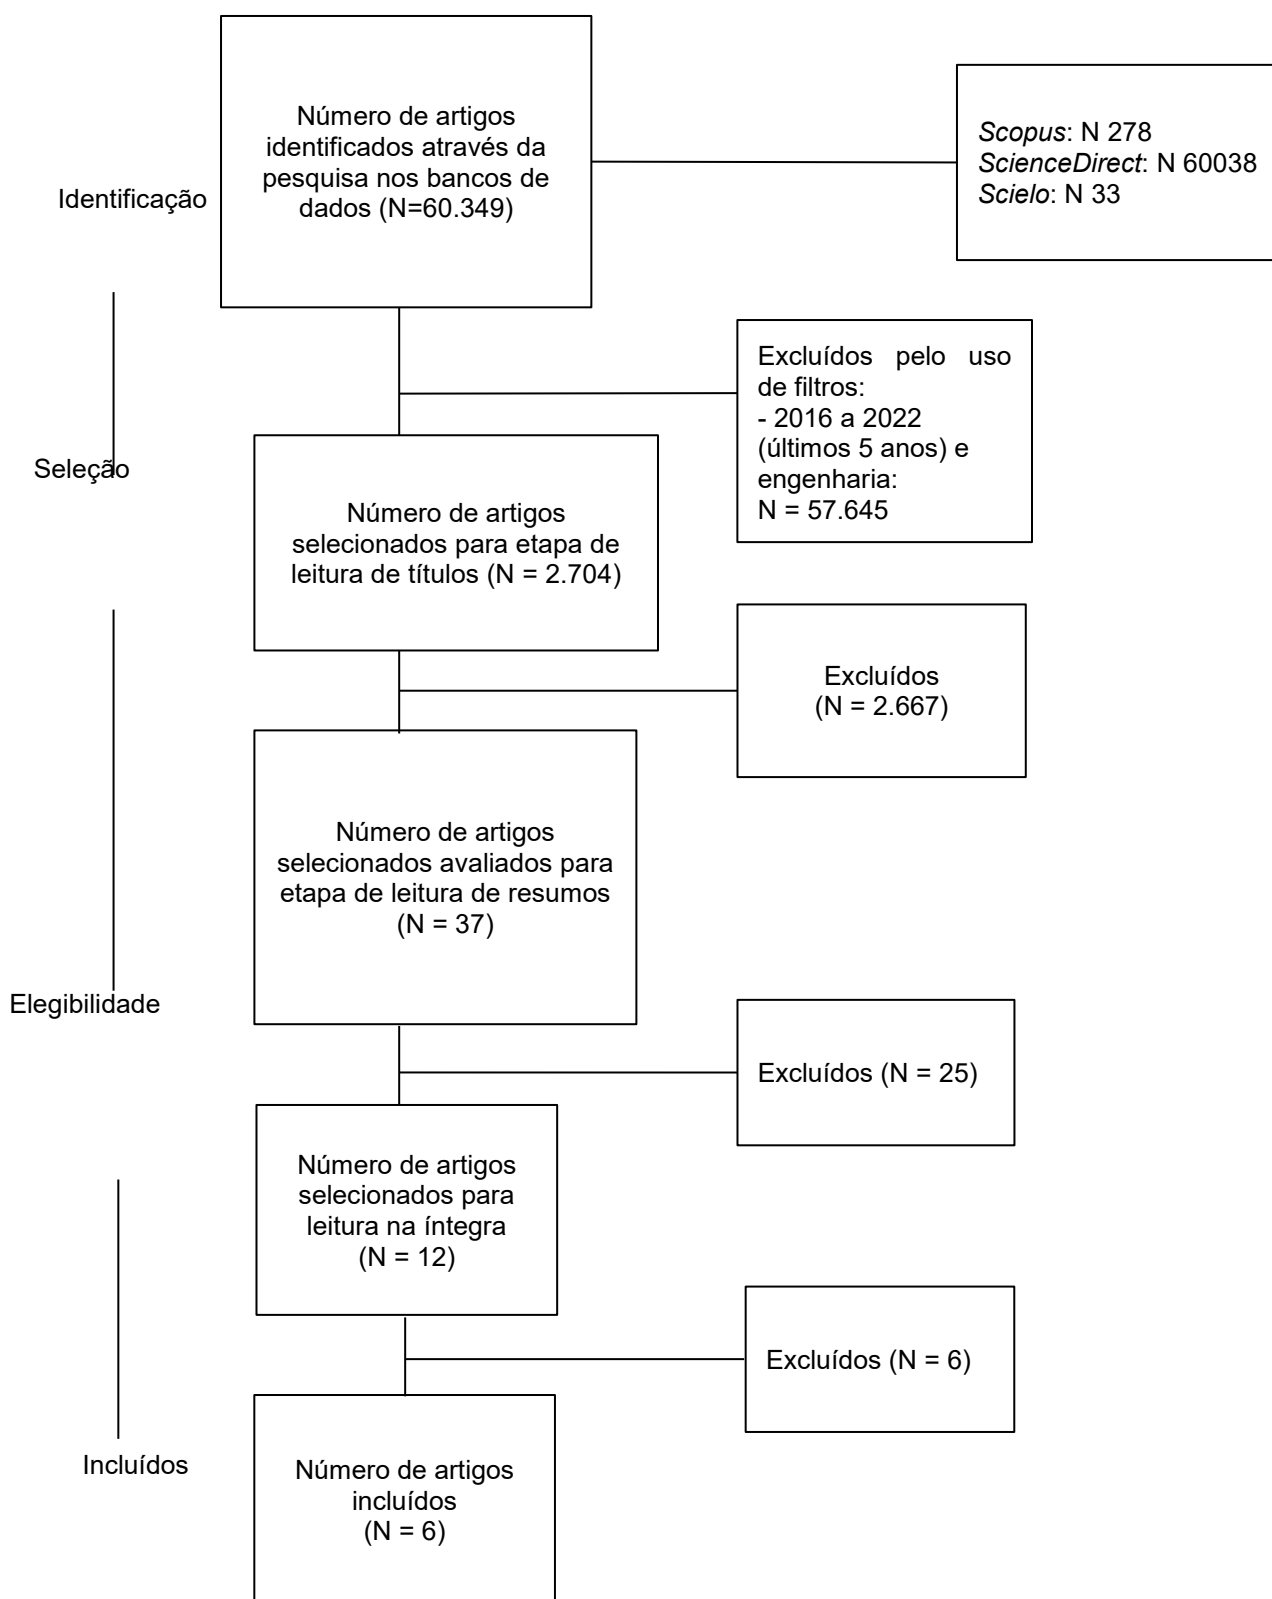 Número de artigos
identificados através da
pesquisa nos bancos de
dados (N=60.349)
Scopus: N 278
ScienceDirect: N 60038
Scielo: N 33
Identificação
Excluídos pelo uso
de filtros:
- 2016 a 2022
(últimos 5 anos) e
engenharia:
N = 57.645
Seleção
Número de artigos
selecionados para etapa de
leitura de títulos (N = 2.704)
Excluídos
(N = 2.667)
Número de artigos
selecionados avaliados para
etapa de leitura de resumos
(N = 37)
Elegibilidade
Excluídos (N = 25)
Número de artigos
selecionados para
leitura na íntegra
(N = 12)
Excluídos (N = 6)
Incluídos
Número de artigos
incluídos
(N = 6)